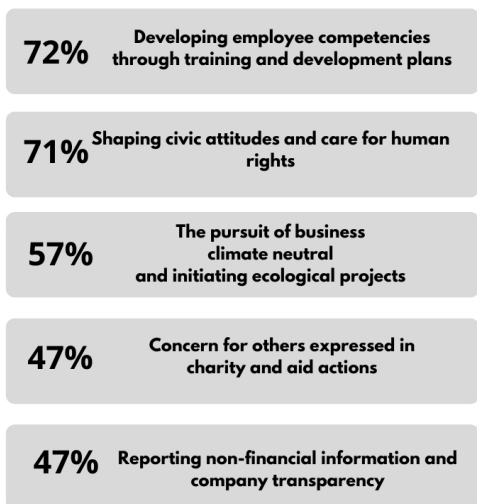 72%
Developing employee competencies
through training and development plans
71%
Shaping civic attitudes and care for human
rights
57%
The pursuit of business
climate neutral
and initiating ecological projects
47%
Concern for others expressed in
charity and aid actions
47%
Reporting non-financial information and
company transparency